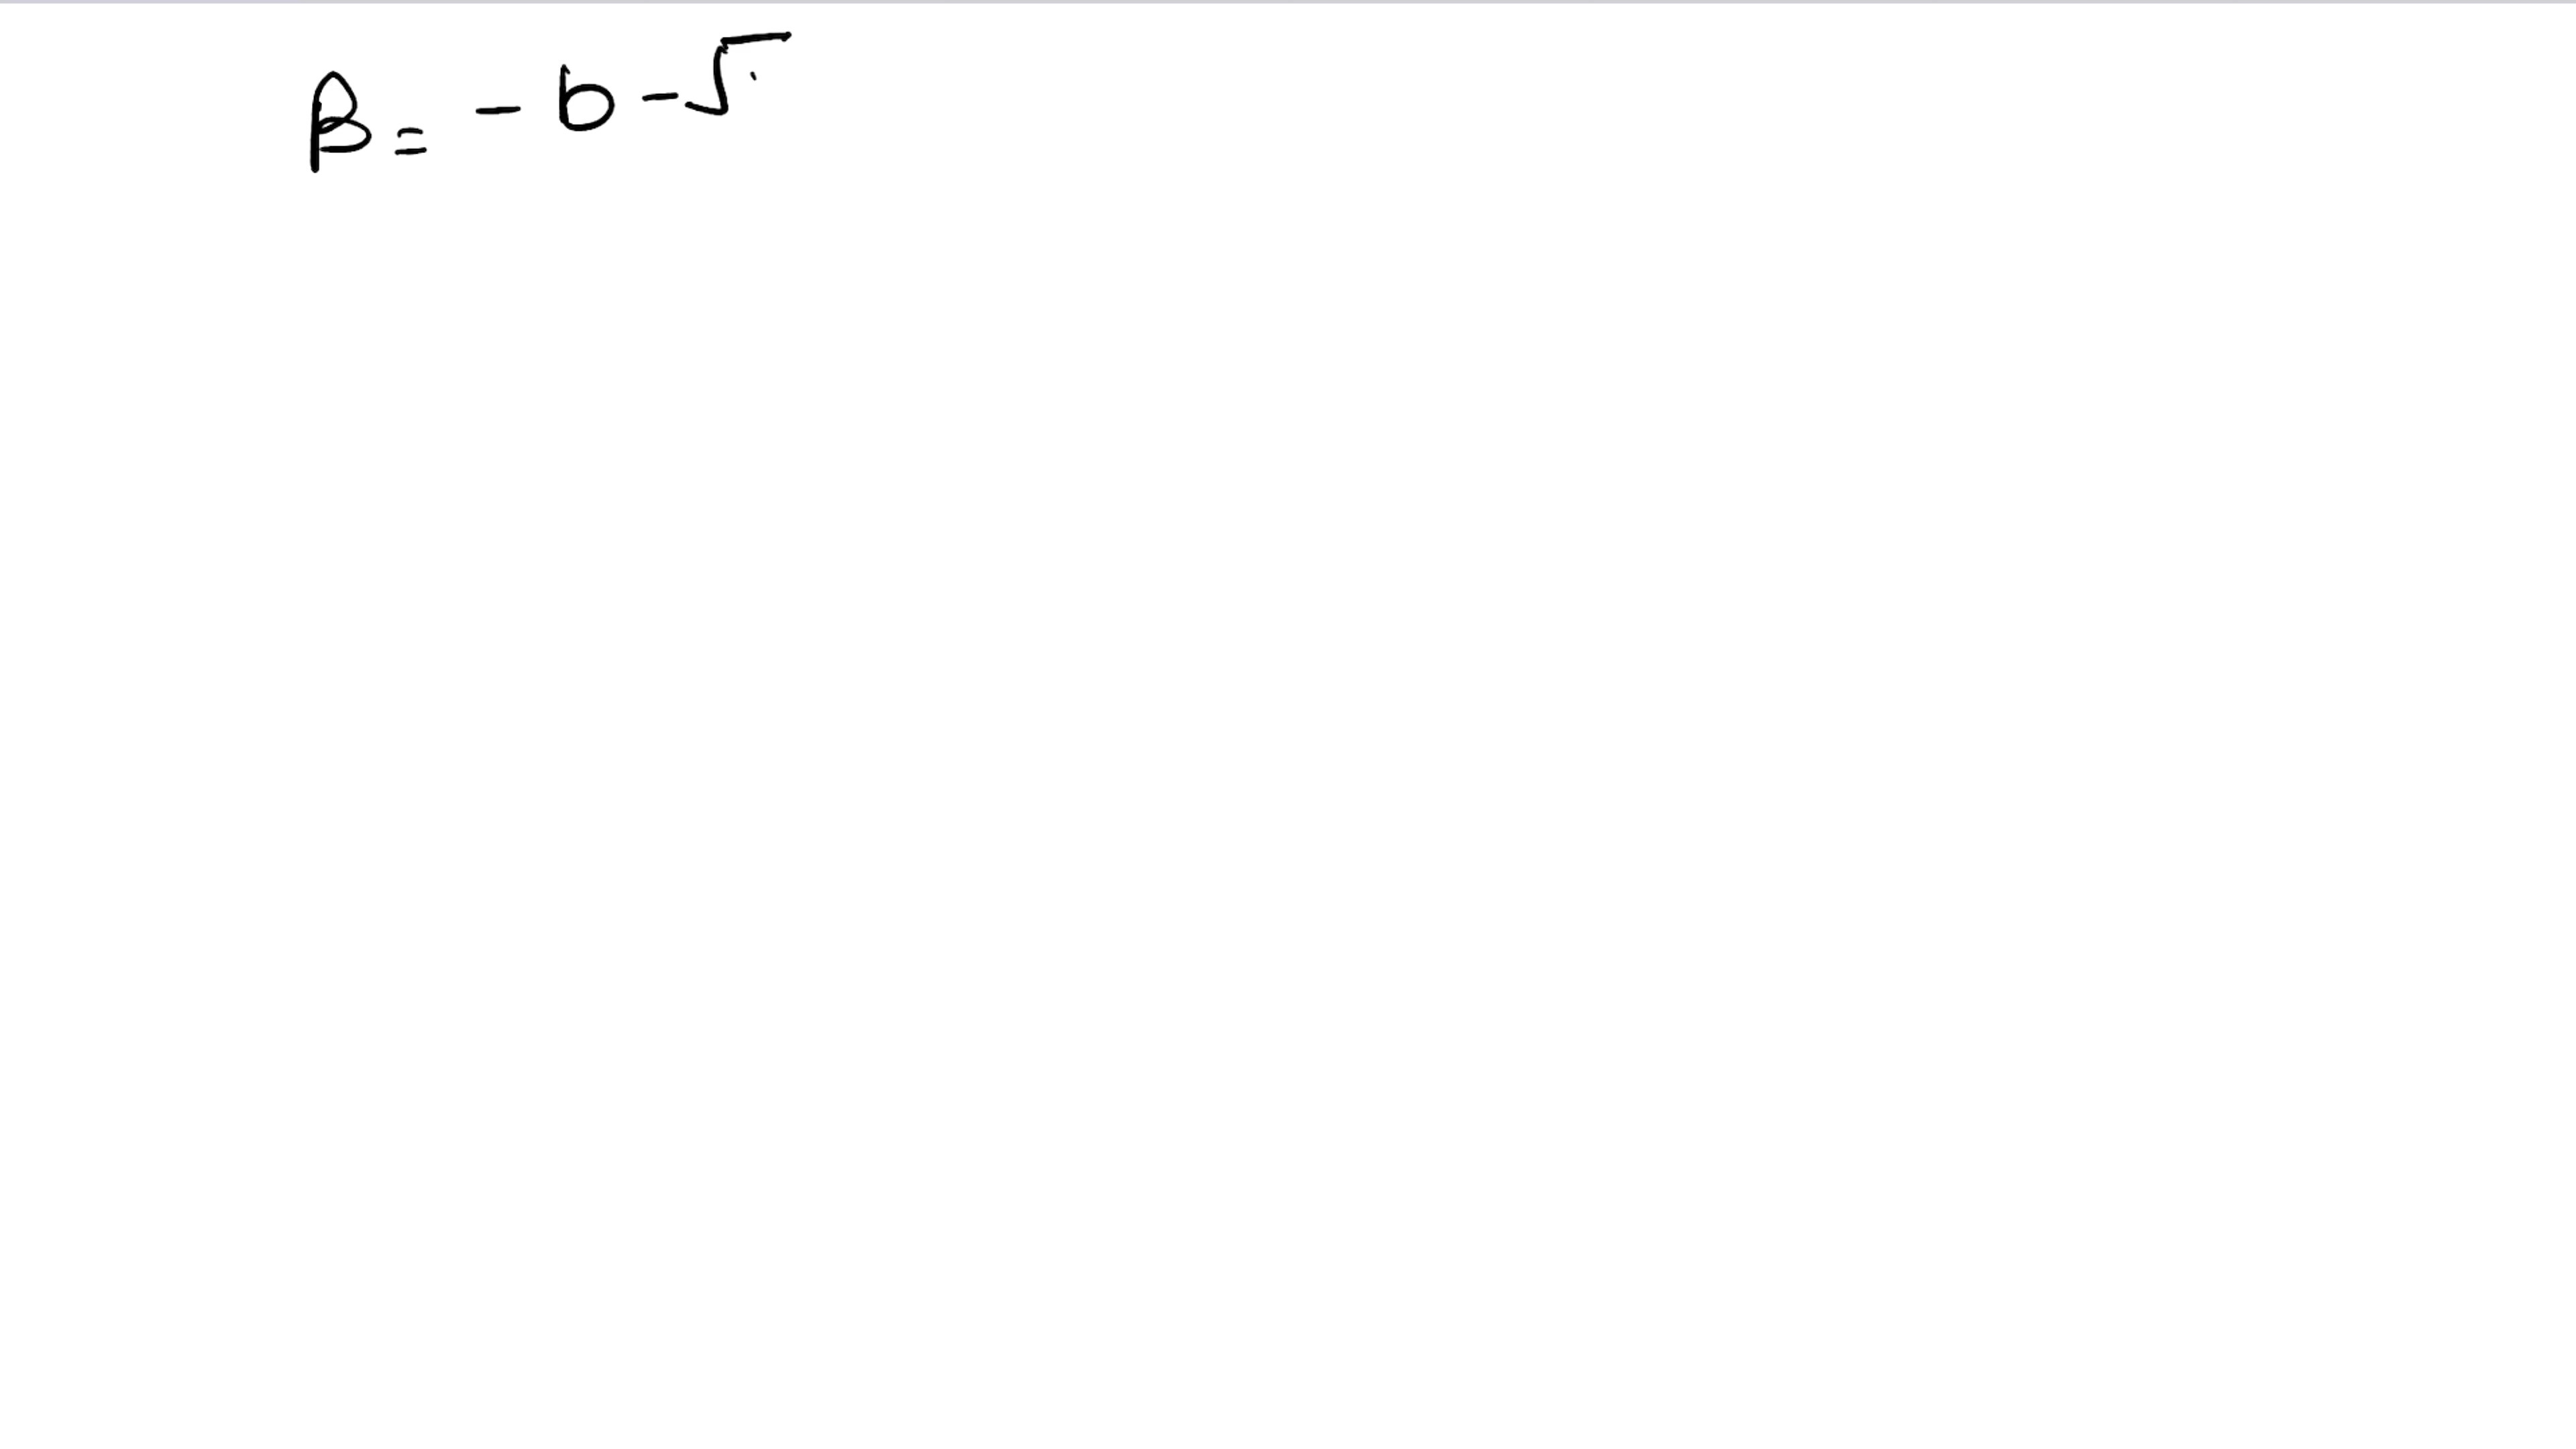 β = - b - √